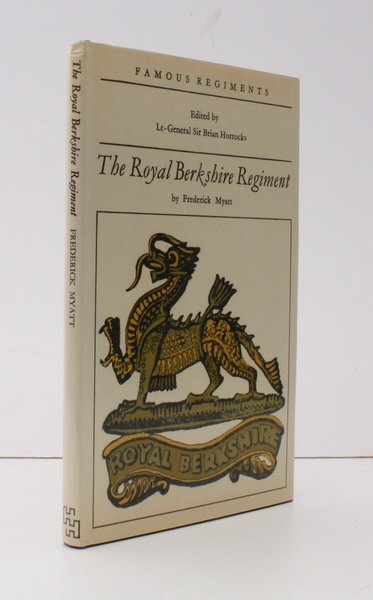 FAMOUS REGIMENTS
Edited by
Lt-General Sir Brian Horrocks
The Royal Berkshire Regiment
by Frederick Myatt
ROYAL BERKSHIRE
The Royal Berkshire Regiment FREDERICK MYATT